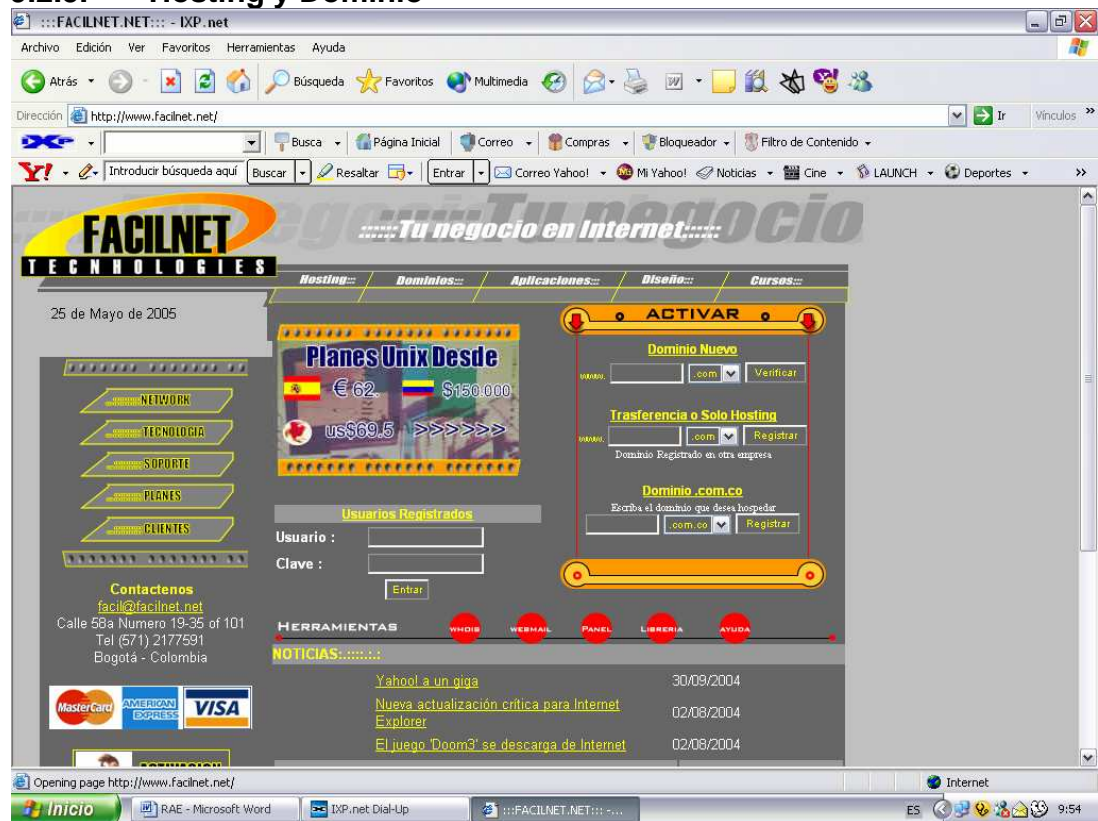 Hosting y Dominio
:::FACILNET.NET::: - IXP.net
Archivo Edición Ver Favoritos Herramientas Ayuda
Atrás Búsqueda Favoritos Multimedia
Dirección http://www.facilnet.net/ Ir Vínculos »
Busca Página Inicial Correo Compras Bloqueador Filtro de Contenido
Y! Introducir búsqueda aquí Buscar Resaltar Entrar Correo Yahoo! Mi Yahoo! Noticias Cine LAUNCH Deportes »
FACILNET
TECNHOLOGIES
::::::Tu negocio en Internet::::::
Hosting::: Dominios::: Aplicaciones::: Diseño::: Cursos:::
25 de Mayo de 2005
NETWORK
TECNOLOGIA
SOPORTE
PLANES
CLIENTES
Contactenos
facil@facilnet.net
Calle 58a Numero 19-35 of 101
Tel (571) 2177591
Bogotá - Colombia
MasterCard AMERICAN EXPRESS VISA
Planes Unix Desde
€ 62. $150.000
us$69.5 >>>>>>
Usuarios Registrados
Usuario :
Clave :
Entrar
ACTIVAR
Dominio Nuevo
www. .com Verificar
Trasferencia o Solo Hosting
www. .com Registrar
Dominio Registrado en otra empresa
Dominio .com.co
Escriba el dominio que desea hospedar
.com.co Registrar
HERRAMIENTAS WHOIS WEBMAIL PANEL LIBRERIA AYUDA
NOTICIAS:.::::.:.:
Yahoo! a un giga 30/09/2004
Nueva actualización crítica para Internet
Explorer 02/08/2004
El juego 'Doom3' se descarga de Internet 02/08/2004
Opening page http://www.facilnet.net/ Internet
Inicio RAE - Microsoft Word IXP.net Dial-Up :::FACILNET.NET::: -... ES 9:54